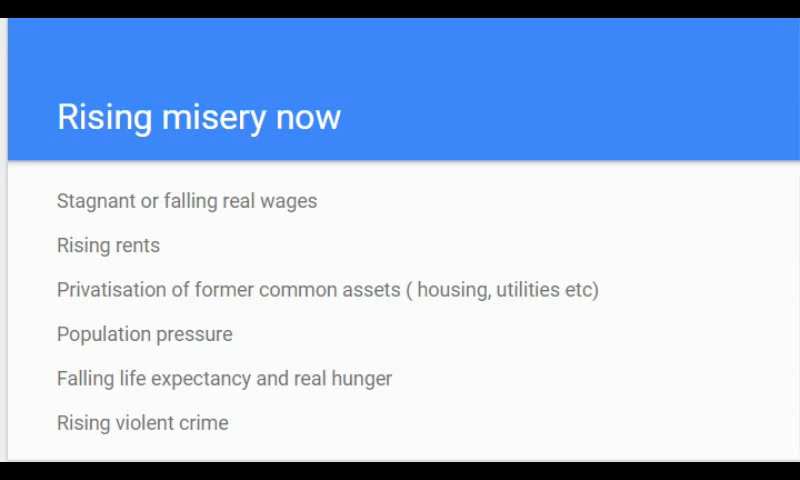 Rising misery now
Stagnant or falling real wages
Rising rents
Privatisation of former common assets ( housing, utilities etc)
Population pressure
Falling life expectancy and real hunger
Rising violent crime